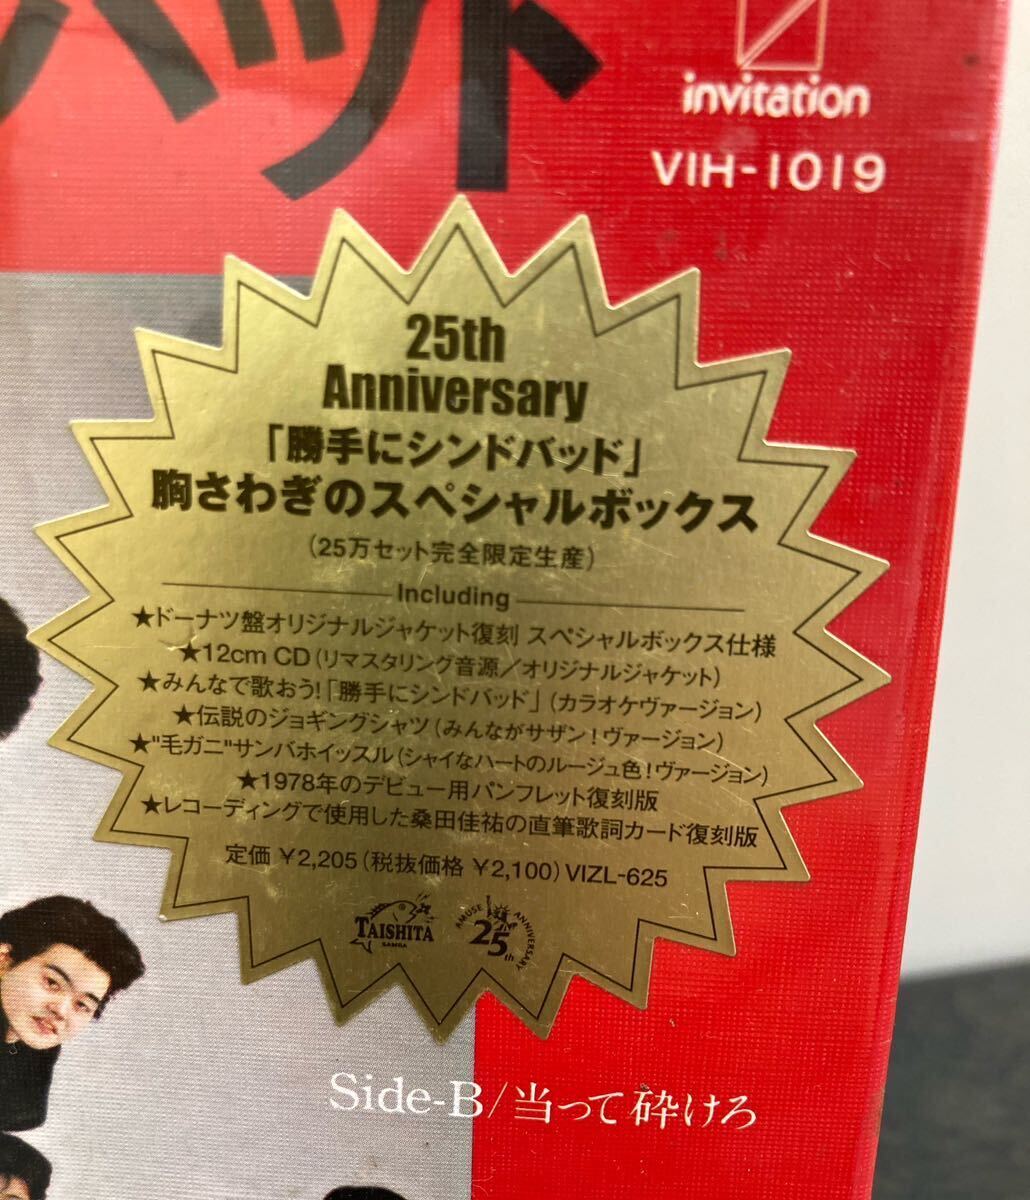 バット
invitation
VIH-1019
25th
Anniversary
「勝手にシンドバッド」
胸さわぎのスペシャルボックス
(25万セット完全限定生産)
Including
★ドーナツ盤オリジナルジャケット復刻 スペシャルボックス仕様
★12cm CD(リマスタリング音源/オリジナルジャケット)
★みんなで歌おう!「勝手にシンドバッド」(カラオケヴァージョン)
★伝説のジョギングシャツ(みんながサザン!ヴァージョン)
★"毛ガニ"サンバホイッスル(シャイなハートのルージュ色!ヴァージョン)
★1978年のデビュー用パンフレット復刻版
★レコーディングで使用した桑田佳祐の直筆歌詞カード復刻版
定価 ¥2,205(税抜価格 ¥2,100) VIZL-625
TAISHITA
SAMBA
AMUSE ANNIVERSARY
25th
Side-B/当って砕けろ